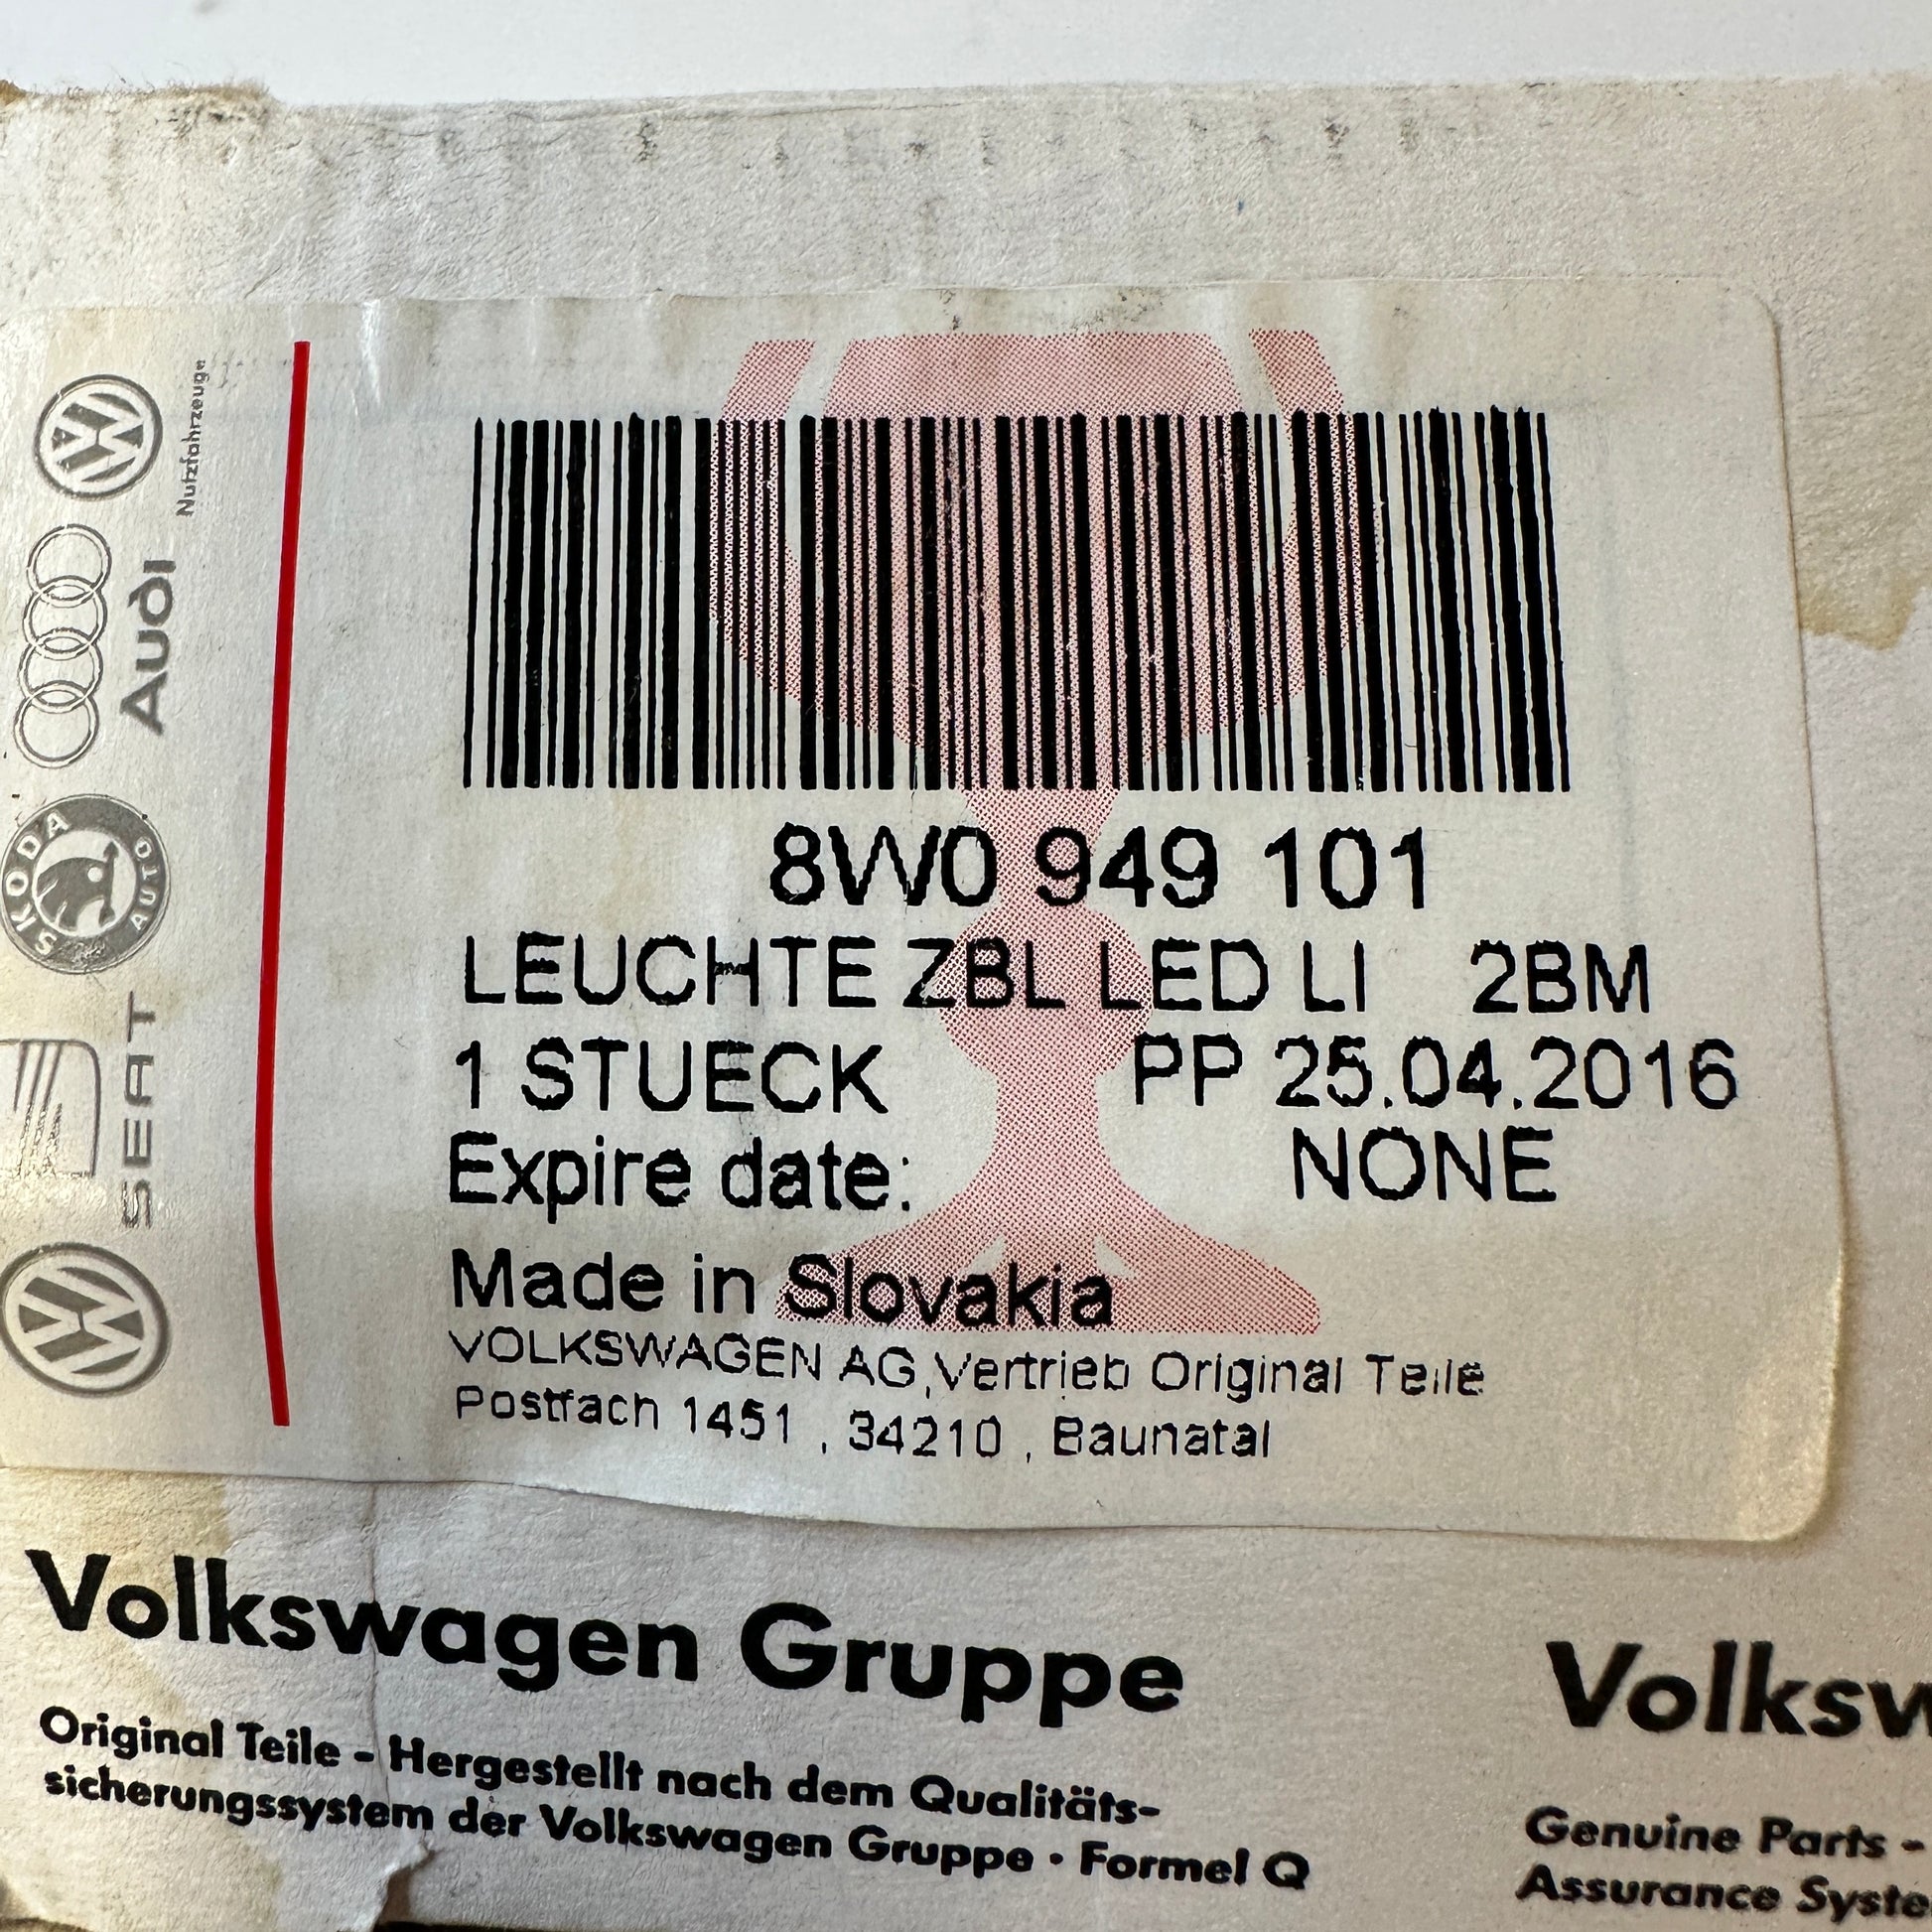 Nutzfahrzeuge
Audi
SKODA
AUTO
SEAT
8W0 949 101
LEUCHTE ZBL LED LI 2BM
1 STUECK PP 25.04.2016
Expire date: NONE
Made in Slovakia
VOLKSWAGEN AG,Vertrieb Original Teile
Postfach 1451 , 34210 , Baunatal
Volkswagen Gruppe
Original Teile - Hergestellt nach dem Qualitäts-
sicherungssystem der Volkswagen Gruppe · Formel Q
Volksw
Genuine Parts -
Assurance Syste